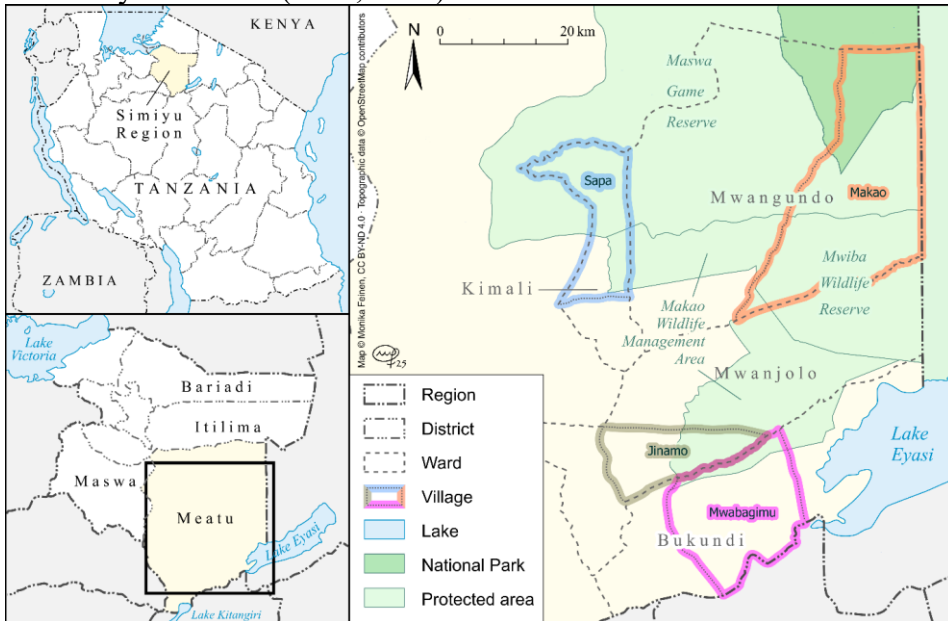 KENYA
Simiyu
Region
TANZANIA
ZAMBIA
Lake
Victoria
Bariadi
Itilima
Maswa
Meatu
Lake Eyasi
Lake Kitangiri
Map © Monika Feinen, CC BY-ND 4.0 - Topographic data © OpenStreetMap contributors
N
0 20 km
Maswa
Game
Reserve
Sapa
Makao
Mwangundo
Mwiba
Wildlife
Reserve
Kimali
Makao
Wildlife
Management
Area
Mwanjolo
Jinamo
Lake
Eyasi
Mwabagimu
Bukundi
25
Region
District
Ward
Village
Lake
National Park
Protected area